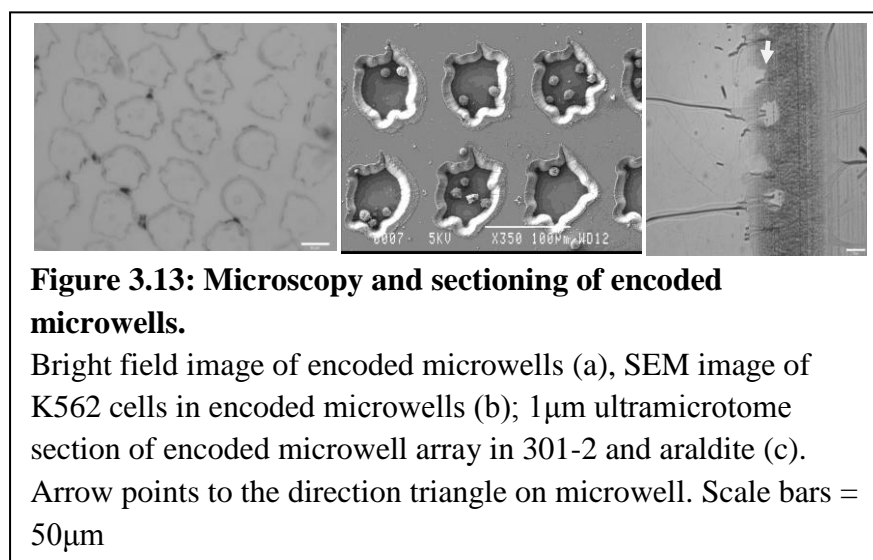 0007 5KV X350 100µm WD12
Figure 3.13: Microscopy and sectioning of encoded
microwells.
Bright field image of encoded microwells (a), SEM image of
K562 cells in encoded microwells (b); 1µm ultramicrotome
section of encoded microwell array in 301-2 and araldite (c).
Arrow points to the direction triangle on microwell. Scale bars =
50µm